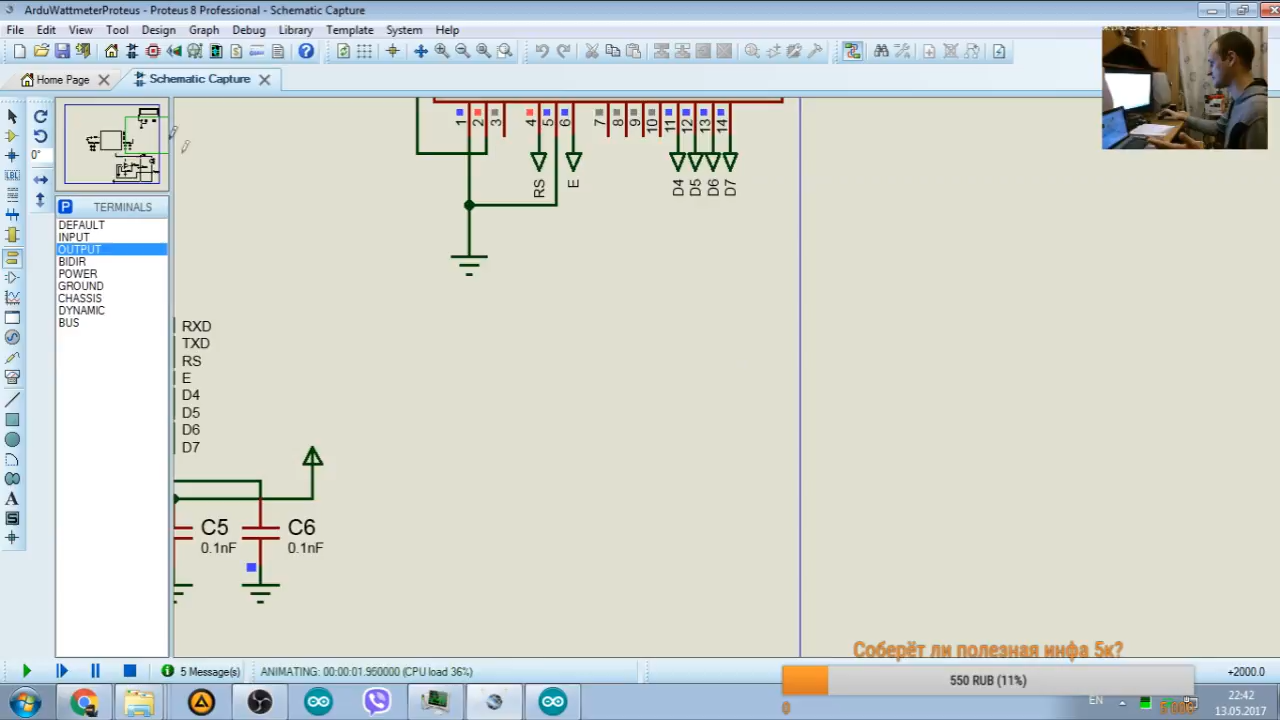 ArduWattmeterProteus - Proteus 8 Professional - Schematic Capture
File Edit View Tool Design Graph Debug Library Template System Help
Home Page
Schematic Capture
0°
LBL
P TERMINALS
DEFAULT
INPUT
OUTPUT
BIDIR
POWER
GROUND
CHASSIS
DYNAMIC
BUS
A
S
1 2 3 4 5 6 7 8 9 10 11 12 13 14
RS E D4 D5 D6 D7
RXD
TXD
RS
E
D4
D5
D6
D7
C5
0.1nF
C6
0.1nF
Соберёт ли полезная инфа 5к?
550 RUB (11%)
0
5 Message(s)
ANIMATING: 00:00:01.950000 (CPU load 36%)
+2000.0
EN
22:42
13.05.2017